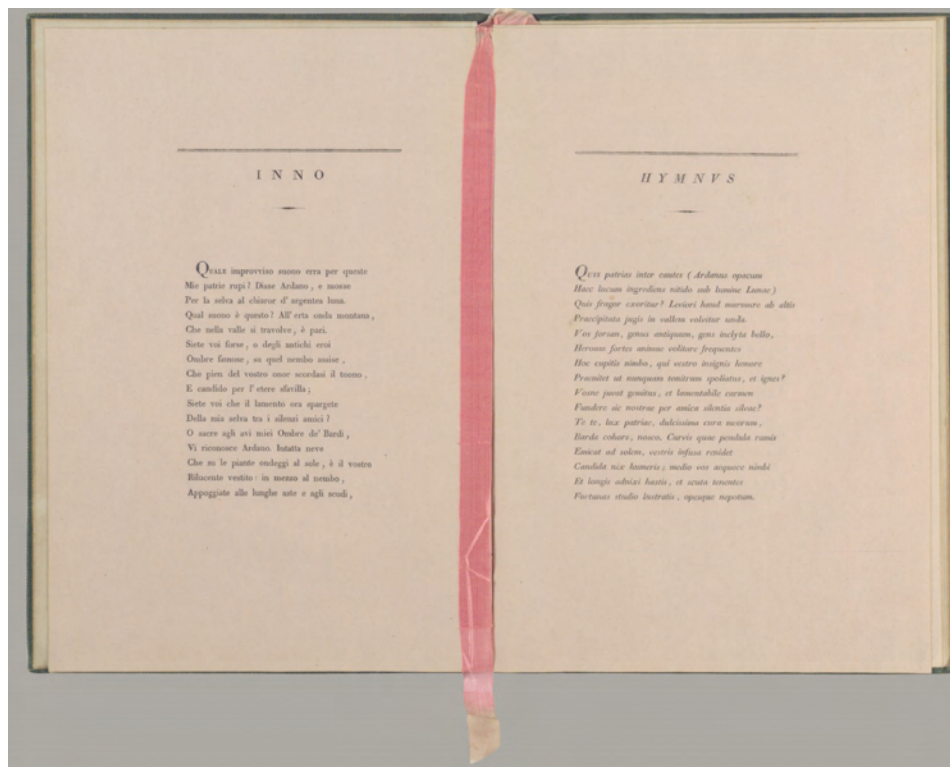 INNO
QUALE improvviso suono erra per queste
Mie patrie rupi? Disse Ardano, e mosse
Per la selva al chiaror d' argentea luna.
Qual suono è questo? All' erta onda montana,
Che nella valle si travolve, è pari.
Siete voi forse, o degli antichi eroi
Ombre famose, su quel nembo assise,
Che pien del vostro onor scordasi il tuono,
E candido per l' etere sfavilla;
Siete voi che il lamento ora spargete
Della mia selva tra i silenzi amici?
O sacre agli avi miei Ombre de' Bardi,
Vi riconosce Ardano. Intatta neve
Che su le piante ondeggi al sole, è il vostro
Rilucente vestito: in mezzo al nembo,
Appoggiate alle lunghe aste e agli scudi,
HYMNVS
QUIS patrias inter cautes (Ardanus opacum
Haec lucum ingrediens nitido sub lumine Lunae)
Quis fragor exoritur? Leviori haud murmure ab altis
Praecipitata jugis in vallem volvitur unda.
Vos forsan, genus antiquum, gens inclyta bello,
Heroum fortes animae volitare frequentes
Hoc cupitis nimbo, qui vestro insignis honore
Poenitet ut nunquam tonitrum spoliatus, et ignes?
Vosne juvat gemitus, et lamentabile carmen
Fundere sic nostrae per amica silentia silvae?
Te te, lux patriae, dulcissima cura meorum,
Barda cohors, nosco. Curvis quae pendula ramis
Emicat ad solem, vestris infusa renidet
Candida nix humeris; medio vos aequore nimbi
Et longis adnixi hastis, et scuta tenentes
Fortunas studio lustratis, opesque nepotum.